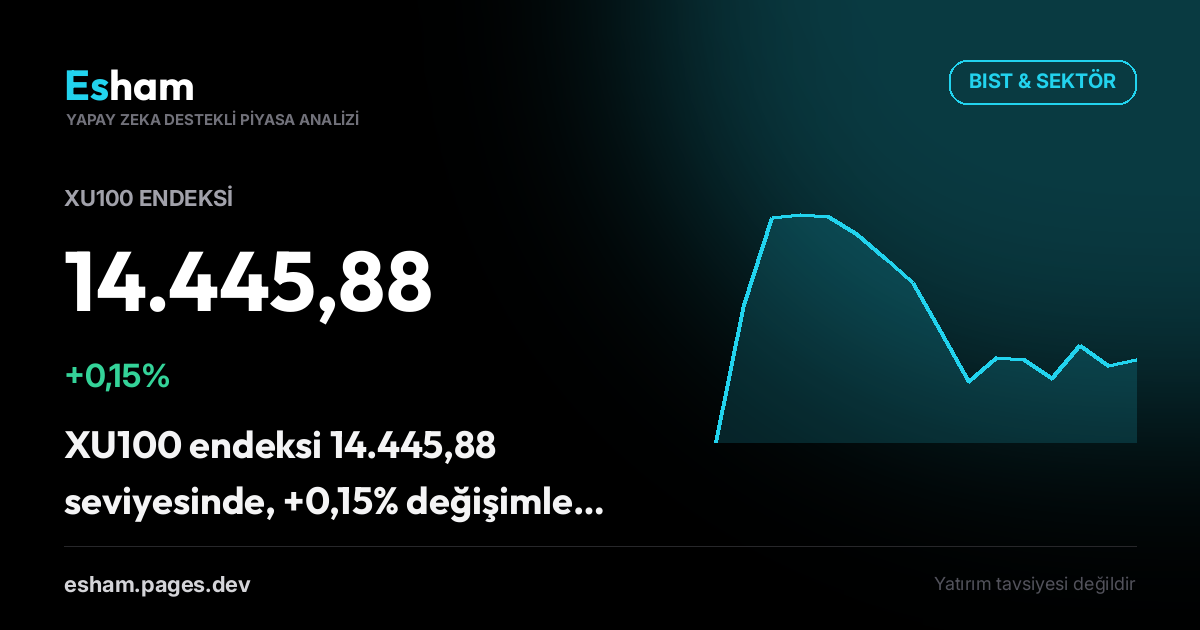 Esham
BIST & SEKTÖR
YAPAY ZEKA DESTEKLİ PİYASA ANALİZİ
XU100 ENDEKSİ
14.445,88
+0,15%
XU100 endeksi 14.445,88
seviyesinde, +0,15% değişimle...
esham.pages.dev
Yatırım tavsiyesi değildir